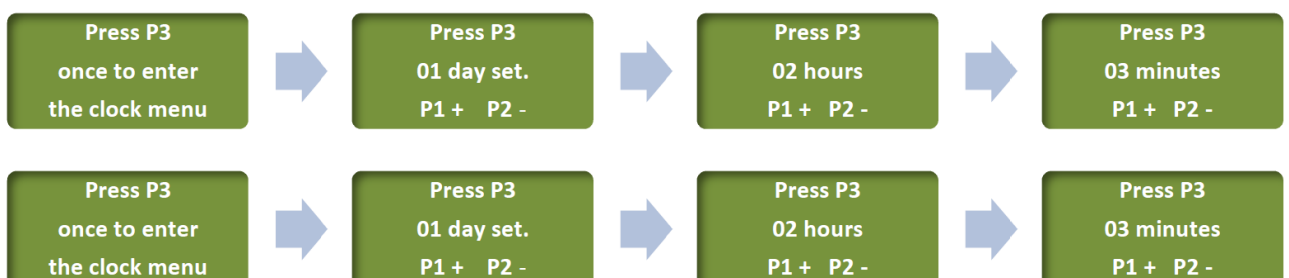 Press P3
once to enter
the clock menu
Press P3
01 day set.
P1 + P2 -
Press P3
02 hours
P1 + P2 -
Press P3
03 minutes
P1 + P2 -
Press P3
once to enter
the clock menu
Press P3
01 day set.
P1 + P2 -
Press P3
02 hours
P1 + P2 -
Press P3
03 minutes
P1 + P2 -